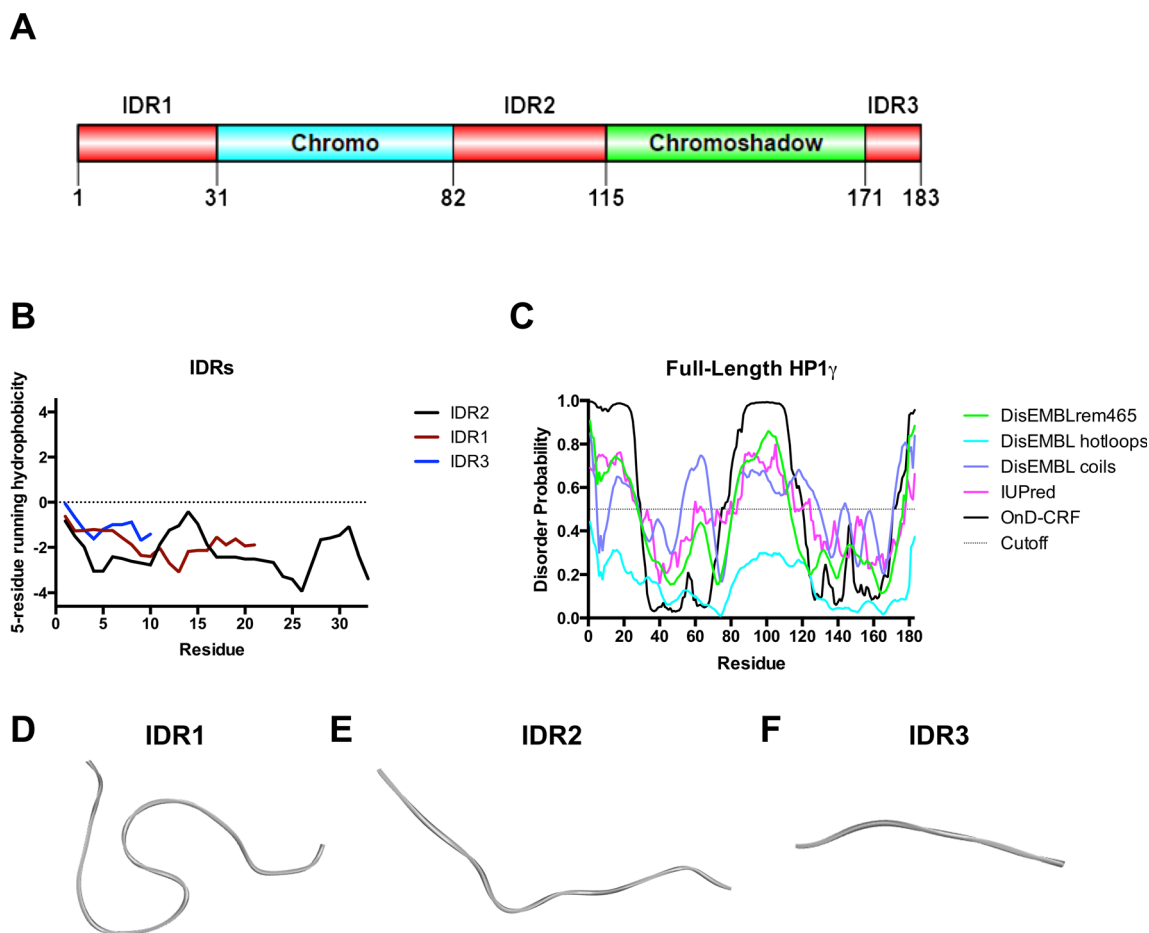 A
IDR1 IDR2 IDR3
Chromo Chromoshadow
1 31 82 115 171 183
B
IDRs
5-residue running hydrophobicity
4
2
0
-2
-4
0 5 10 15 20 25 30
Residue
IDR2
IDR1
IDR3
C
Full-Length HP1γ
Disorder Probability
1.0
0.8
0.6
0.4
0.2
0.0
0 20 40 60 80 100 120 140 160 180
Residue
DisEMBLrem465
DisEMBL hotloops
DisEMBL coils
IUPred
OnD-CRF
Cutoff
D IDR1
E IDR2
F IDR3